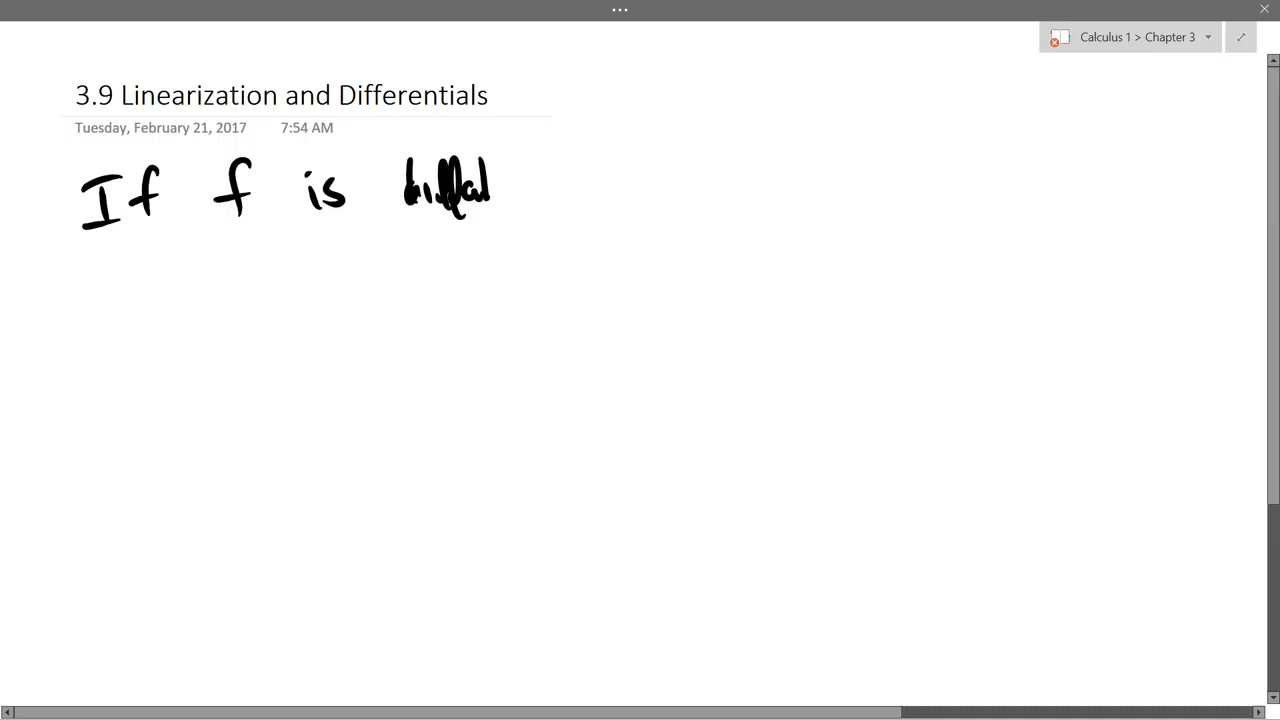 Calculus 1 > Chapter 3
3.9 Linearization and Differentials
Tuesday, February 21, 2017 7:54 AM
If f is